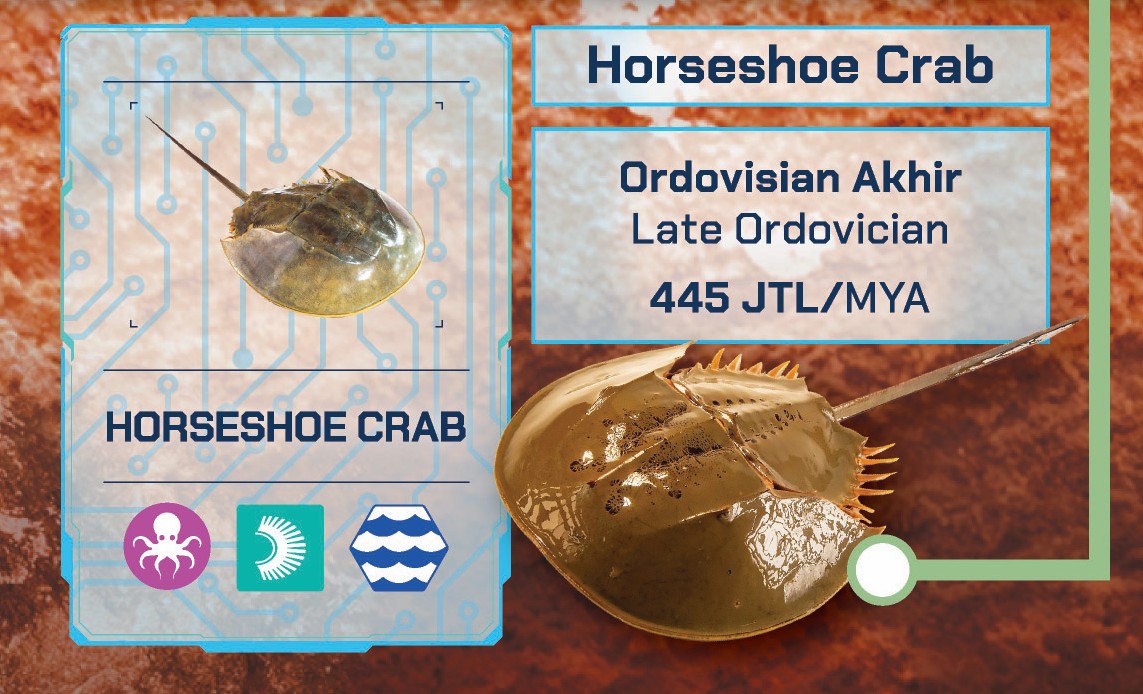 HORSESHOE CRAB
Horseshoe Crab
Ordovisian Akhir
Late Ordovician
445 JTL/MYA